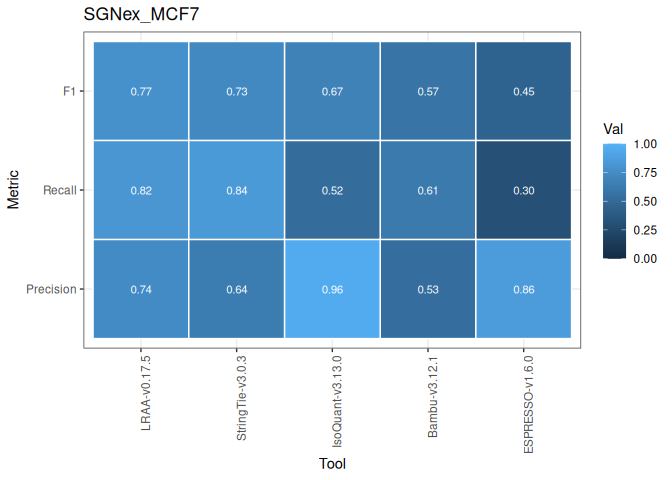 SGNex_MCF7
F1
0.77 0.73 0.67 0.57 0.45
Recall
0.82 0.84 0.52 0.61 0.30
Precision
0.74 0.64 0.96 0.53 0.86
Metric
LRAA-v0.17.5
StringTie-v3.0.3
IsoQuant-v3.13.0
Bambu-v3.12.1
ESPRESSO-v1.6.0
Tool
Val
1.00
0.75
0.50
0.25
0.00